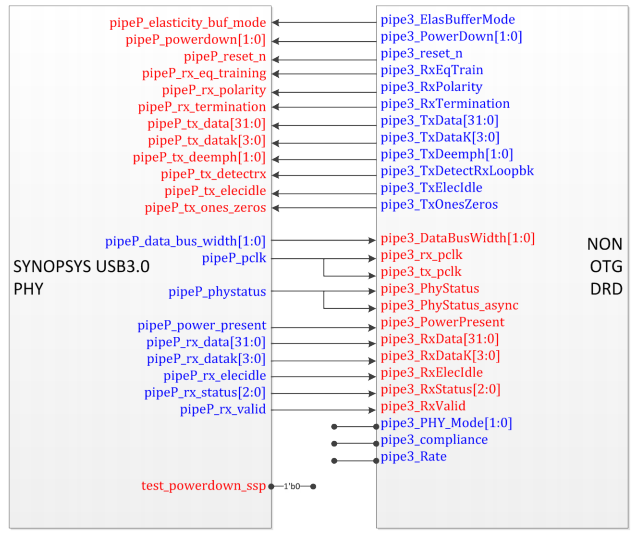 pipeP_elasticity_buf_mode
pipeP_powerdown[1:0]
pipeP_reset_n
pipeP_rx_eq_training
pipeP_rx_polarity
pipeP_rx_termination
pipeP_tx_data[31:0]
pipeP_tx_datak[3:0]
pipeP_tx_deemph[1:0]
pipeP_tx_detectrx
pipeP_tx_elecidle
pipeP_tx_ones_zeros
pipeP_data_bus_width[1:0]
pipeP_pclk
SYNOPSYS USB3.0
PHY
pipeP_phystatus
pipeP_power_present
pipeP_rx_data[31:0]
pipeP_rx_datak[3:0]
pipeP_rx_elecidle
pipeP_rx_status[2:0]
pipeP_rx_valid
test_powerdown_ssp
1'b0
pipe3_ElasBufferMode
pipe3_PowerDown[1:0]
pipe3_reset_n
pipe3_RxEqTrain
pipe3_RxPolarity
pipe3_RxTermination
pipe3_TxData[31:0]
pipe3_TxDataK[3:0]
pipe3_TxDeemph[1:0]
pipe3_TxDetectRxLoopbk
pipe3_TxElecIdle
pipe3_TxOnesZeros
pipe3_DataBusWidth[1:0]
pipe3_rx_pclk
pipe3_tx_pclk
pipe3_PhyStatus
pipe3_PhyStatus_async
pipe3_PowerPresent
pipe3_RxData[31:0]
pipe3_RxDataK[3:0]
pipe3_RxElecIdle
pipe3_RxStatus[2:0]
pipe3_RxValid
pipe3_PHY_Mode[1:0]
pipe3_compliance
pipe3_Rate
NON
OTG
DRD